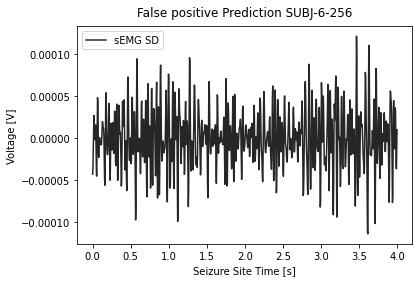 False positive Prediction SUBJ-6-256
sEMG SD
0.00010
0.00005
0.00000
−0.00005
−0.00010
Voltage [V]
0.0 0.5 1.0 1.5 2.0 2.5 3.0 3.5 4.0
Seizure Site Time [s]